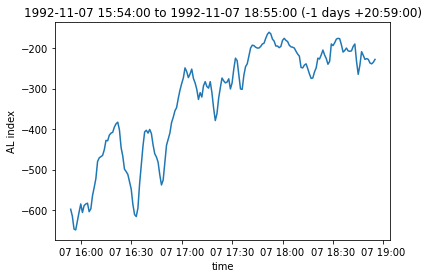 1992-11-07 15:54:00 to 1992-11-07 18:55:00 (-1 days +20:59:00)
−200
−300
−400
−500
−600
AL index
07 16:00 07 16:30 07 17:00 07 17:30 07 18:00 07 18:30 07 19:00
time